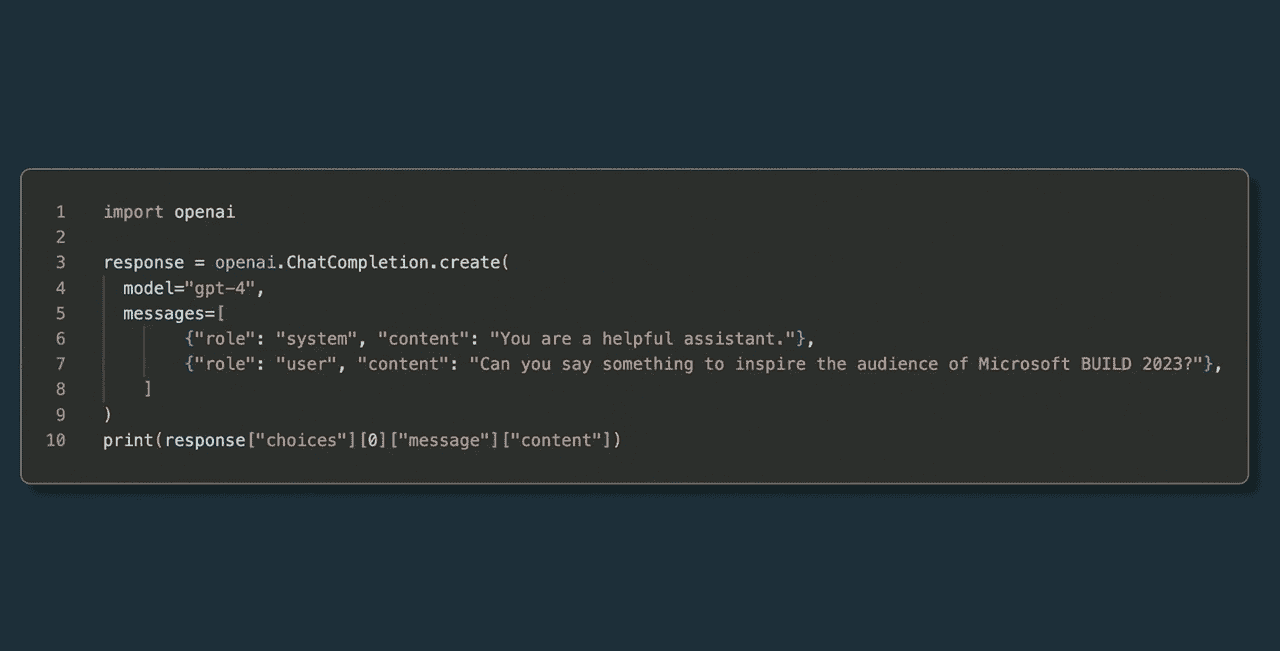 1 import openai
2
3 response = openai.ChatCompletion.create(
4 model="gpt-4",
5 messages=[
6 {"role": "system", "content": "You are a helpful assistant."},
7 {"role": "user", "content": "Can you say something to inspire the audience of Microsoft BUILD 2023?"},
8 ]
9 )
10 print(response["choices"][0]["message"]["content"])